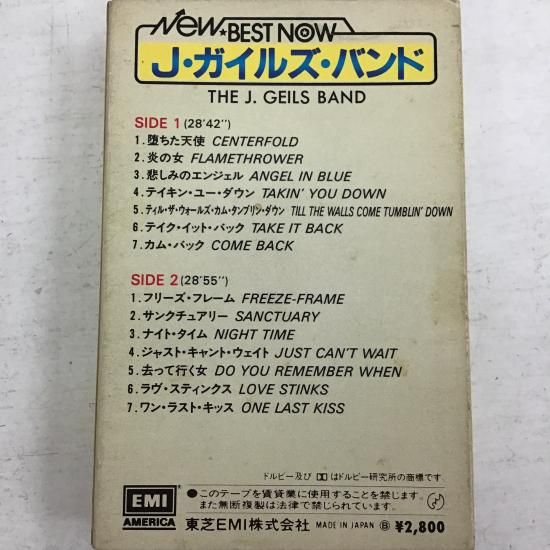 New★BEST NOW
J・ガイルズ・バンド
THE J. GEILS BAND
SIDE 1 (28'42")
1. 堕ちた天使 CENTERFOLD
2. 炎の女 FLAMETHROWER
3. 悲しみのエンジェル ANGEL IN BLUE
4. テイキン・ユー・ダウン TAKIN' YOU DOWN
5. ティル・ザ・ウォールズ・カム・タンブリン・ダウン TILL THE WALLS COME TUMBLIN' DOWN
6. テイク・イット・バック TAKE IT BACK
7. カム・バック COME BACK
SIDE 2 (28'55")
1. フリーズ・フレーム FREEZE-FRAME
2. サンクチュアリー SANCTUARY
3. ナイト・タイム NIGHT TIME
4. ジャスト・キャント・ウェイト JUST CAN'T WAIT
5. 去って行く女 DO YOU REMEMBER WHEN
6. ラヴ・スティンクス LOVE STINKS
7. ワン・ラスト・キッス ONE LAST KISS
ドルビー及び DD はドルビー研究所の商標です
EMI
AMERICA
●このテープを賃貸業に使用することを禁じます。
また無断複製は法律で禁じられています。
東芝EMI株式会社 MADE IN JAPAN Ⓑ ¥2,800